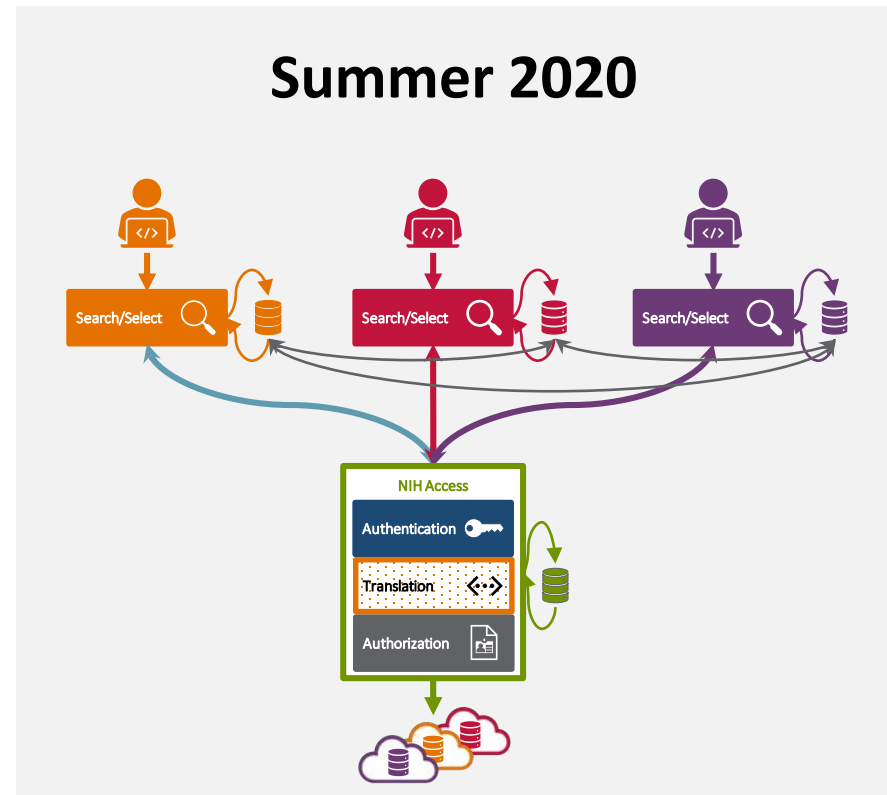 Summer 2020
</>
</>
</>
Search/Select
Search/Select
Search/Select
NIH Access
Authentication
Translation
Authorization